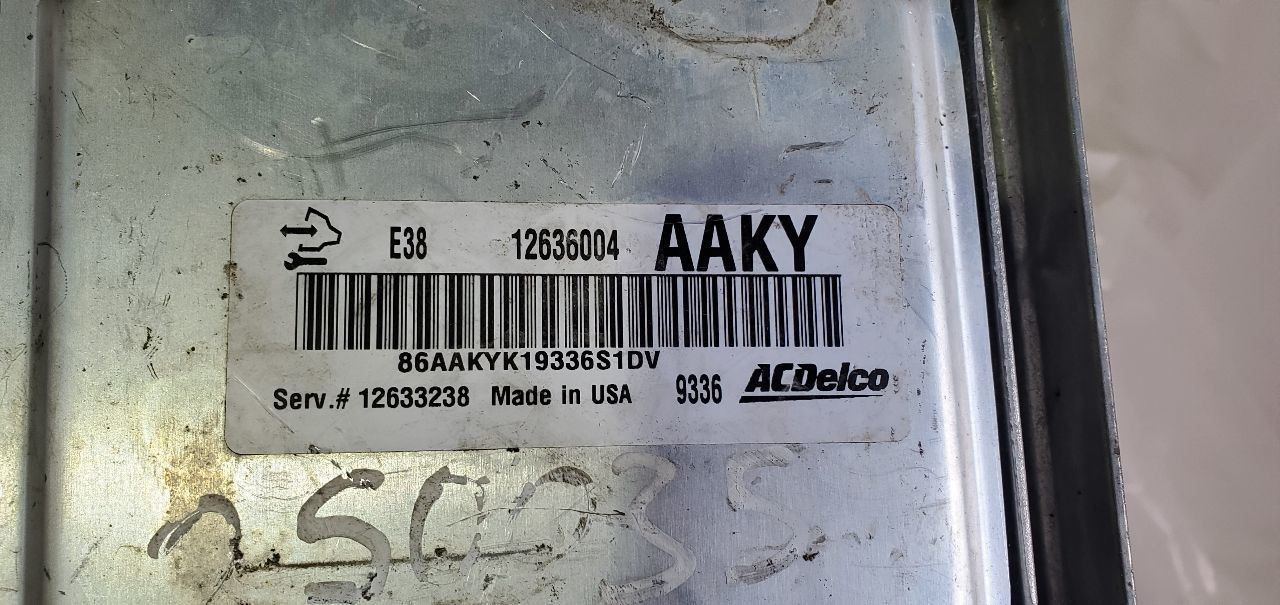 E38 12636004 AAKY
86AAKYK19336S1DV
Serv.# 12633238 Made in USA 9336 ACDelco